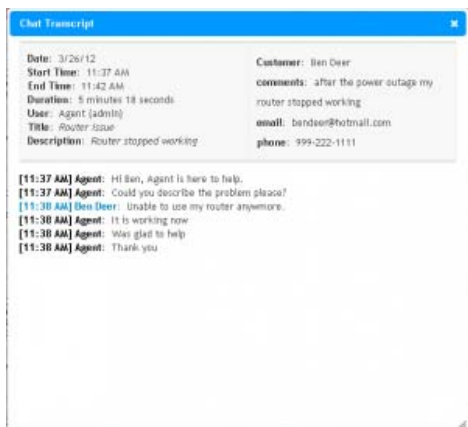 Chat Transcript
Date: 3/26/12
Start Time: 11:37 AM
End Time: 11:42 AM
Duration: 5 minutes 18 seconds
User: Agent (admin)
Title: Router Issue
Description: Router stopped working
Customer: Ben Deer
comments: after the power outage my
router stopped working
email: bendeer@hotmail.com
phone: 999-222-1111
[11:37 AM] Agent: Hi Ben, Agent is here to help.
[11:37 AM] Agent: Could you describe the problem please?
[11:38 AM] Ben Deer: Unable to use my router anywmore.
[11:38 AM] Agent: It is working now
[11:38 AM] Agent: Was glad to help
[11:38 AM] Agent: Thank you